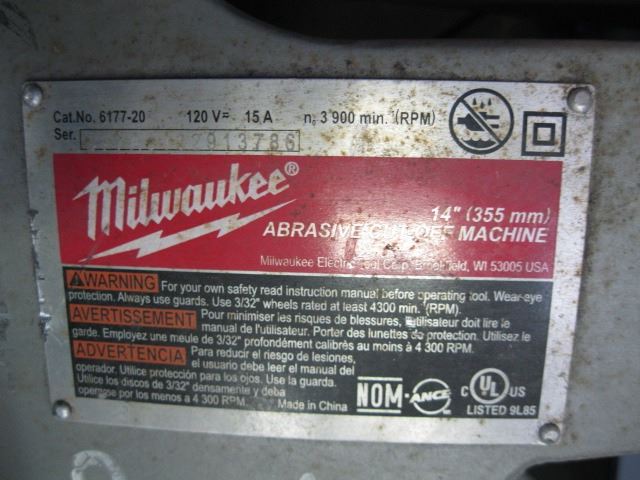 Cat.No. 6177-20 120 V= 15 A n₀ 3 900 min.⁻¹(RPM)
Ser. 2913786
Milwaukee®
14" (355 mm)
ABRASIVE CUT-OFF MACHINE
Milwaukee Electric Tool Corp. Brookfield, WI 53005 USA
WARNING For your own safety read instruction manual before operating tool. Wear eye
protection. Always use guards. Use 3/32" wheels rated at least 4300 min.⁻¹(RPM).
AVERTISSEMENT Pour minimiser les risques de blessures, l'utilisateur doit lire le
manual de l'utilisateur. Porter des lunettes de protection. Utilisez le
garde. Employez une meule de 3/32" profondément calibrés au moins à 4 300 RPM.
ADVERTENCIA Para reducir el riesgo de lesiones,
el usuario debe leer el manual del
operador. Utilice protección para los ojos. Use la guarda.
Utilice los discos de 3/32" densamente y deba
operarse por los menos a 4 300 RPM.
Made in China
NOM-ANCE
C UL US
LISTED 9L85